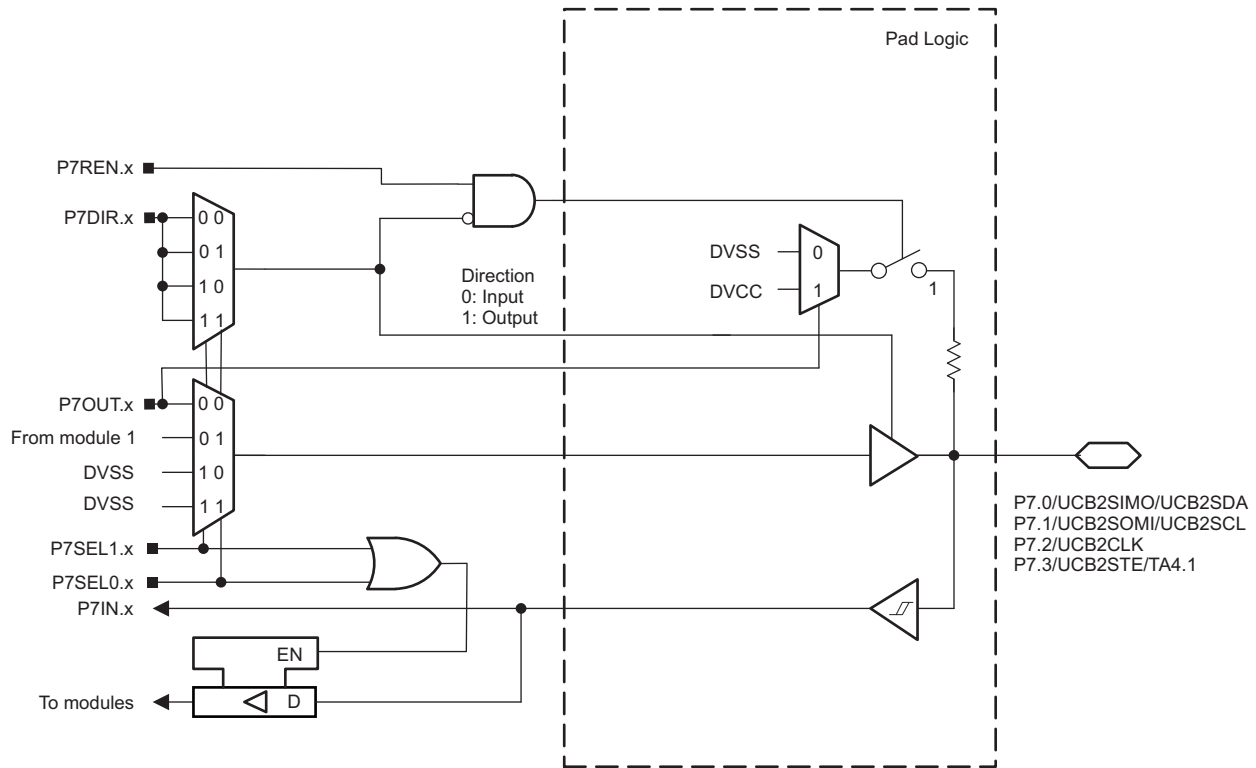 Pad Logic
P7REN.x
P7DIR.x
0 0
0 1
1 0
1 1
Direction
0: Input
1: Output
DVSS
0
DVCC
1
1
P7OUT.x
0 0
From module 1
0 1
DVSS
1 0
DVSS
1 1
P7SEL1.x
P7SEL0.x
P7IN.x
P7.0/UCB2SIMO/UCB2SDA
P7.1/UCB2SOMI/UCB2SCL
P7.2/UCB2CLK
P7.3/UCB2STE/TA4.1
EN
To modules
D